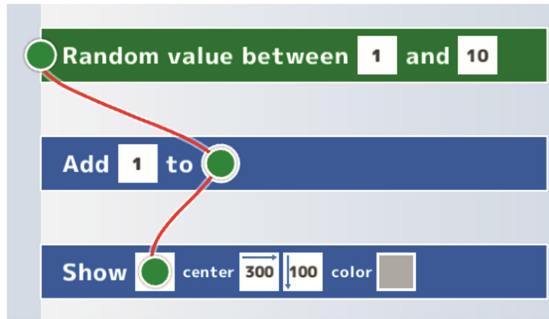 Random value between 1 and 10
Add 1 to
Show center 300 100 color